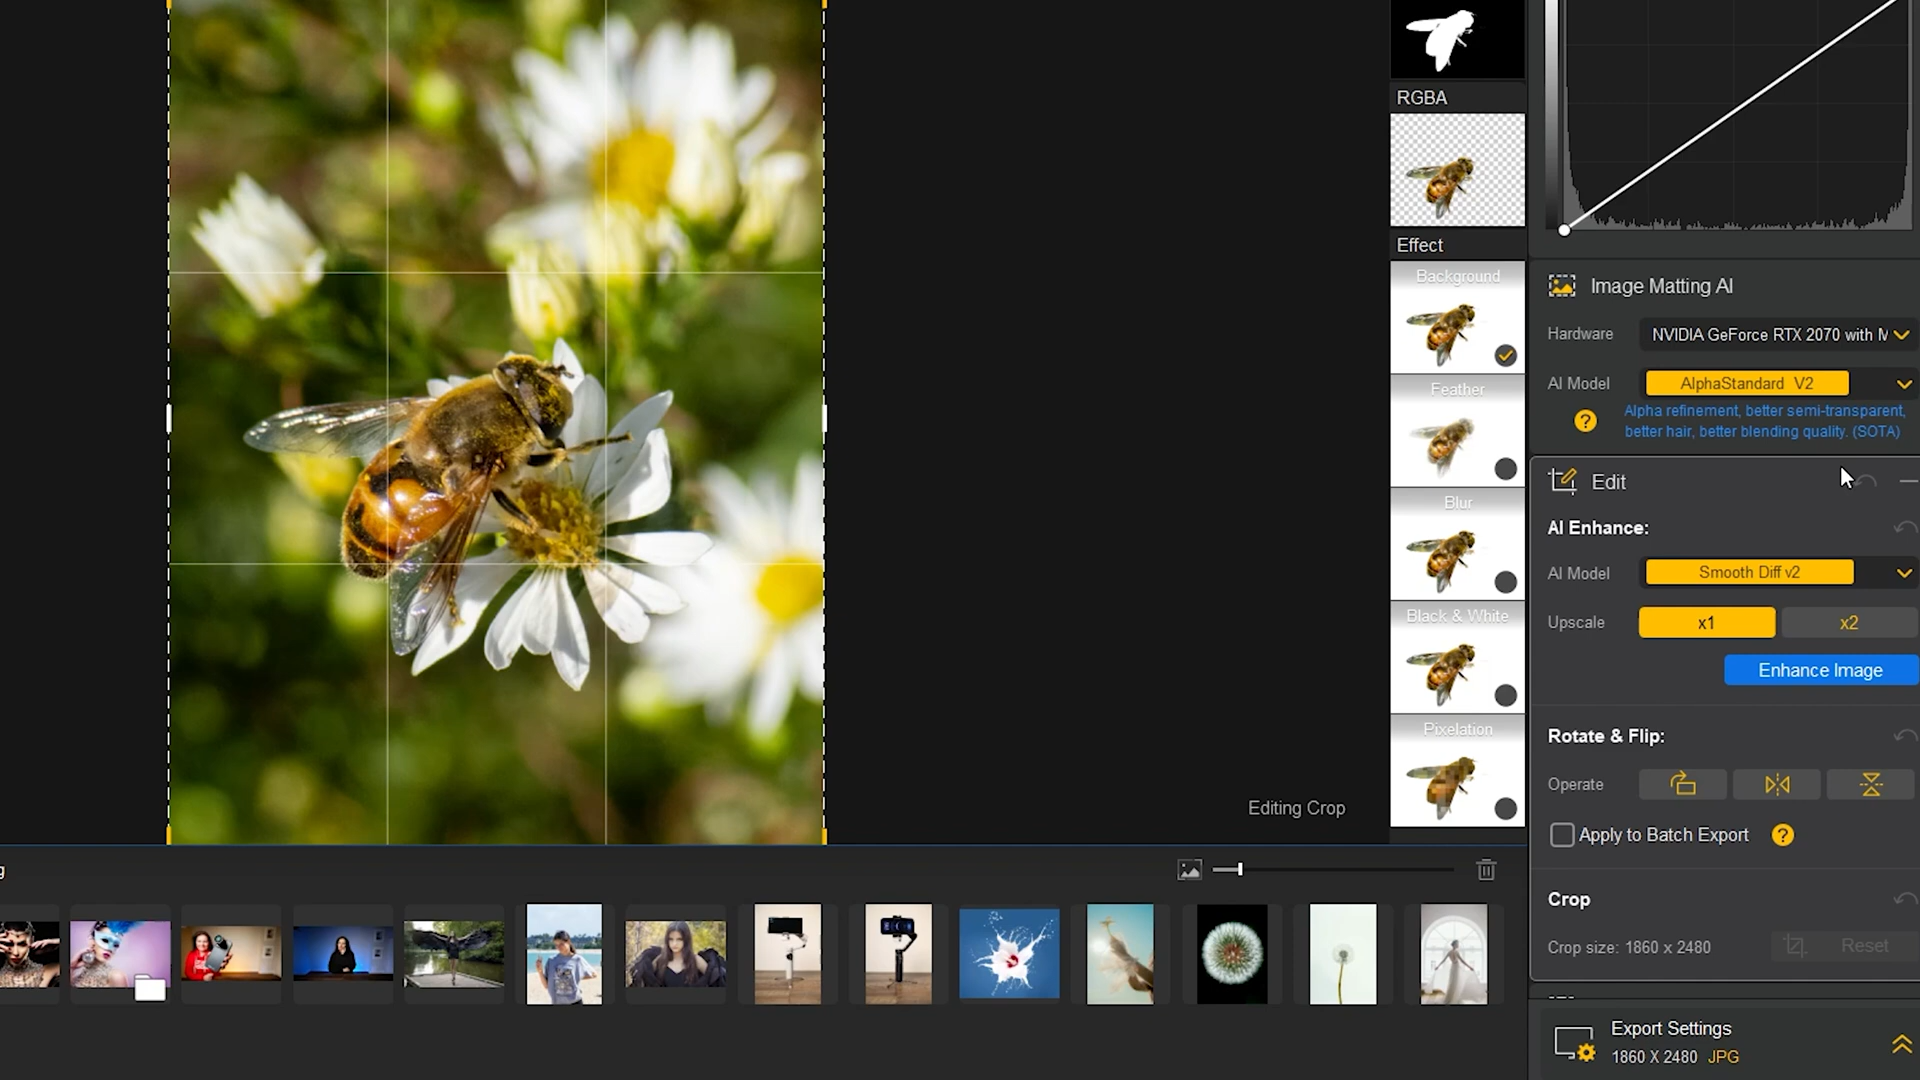 RGBA
Effect
Background
Feather
Blur
Black & White
Pixelation
Editing Crop
g
Image Matting AI
Hardware NVIDIA GeForce RTX 2070 with M
AI Model AlphaStandard V2
? Alpha refinement, better semi-transparent,
better hair, better blending quality. (SOTA)
Edit
AI Enhance:
AI Model Smooth Diff v2
Upscale x1 x2
Enhance Image
Rotate & Flip:
Operate
Apply to Batch Export ?
Crop
Crop size: 1860 x 2480 Reset
Export Settings
1860 X 2480 JPG